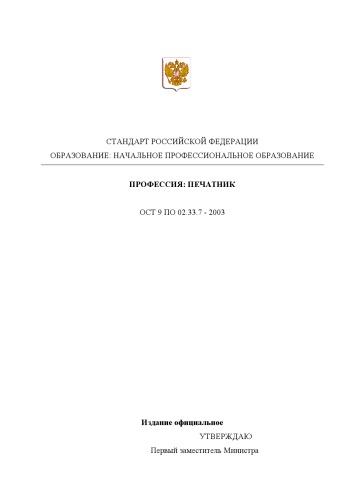 СТАНДАРТ РОССИЙСКОЙ ФЕДЕРАЦИИ
ОБРАЗОВАНИЕ: НАЧАЛЬНОЕ ПРОФЕССИОНАЛЬНОЕ ОБРАЗОВАНИЕ
ПРОФЕССИЯ: ПЕЧАТНИК
ОСТ 9 ПО 02.33.7 - 2003
Издание официальное
УТВЕРЖДАЮ
Первый заместитель Министра